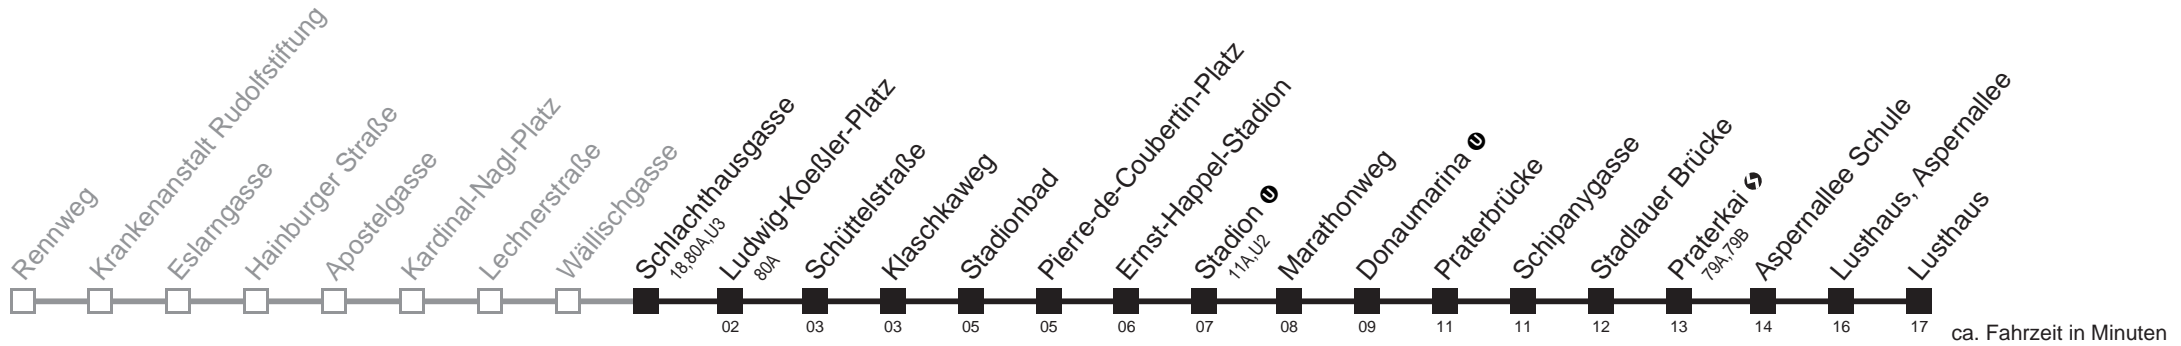 Rennweg
Krankenanstalt Rudolfstiftung
Eslarngasse
Hainburger Straße
Apostelgasse
Kardinal-Nagl-Platz
Lechnerstraße
Wällischgasse
Schlachthausgasse
18,80A,U3
Ludwig-Koeßler-Platz
80A
Schüttelstraße
Klaschkaweg
Stadionbad
Pierre-de-Coubertin-Platz
Ernst-Happel-Stadion
Stadion U
11A,U2
Marathonweg
Donaumarina U
Praterbrücke
Schipanygasse
Stadlauer Brücke
Praterkai S
79A,79B
Aspernallee Schule
Lusthaus, Aspernallee
Lusthaus
02 03 03 05 05 06 07 08 09 11 11 12 13 14 16 17 ca. Fahrzeit in Minuten